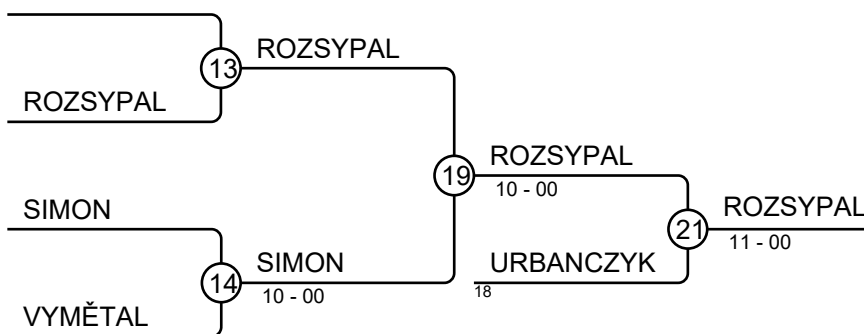 13
ROZSYPAL
ROZSYPAL
19
ROZSYPAL
10 - 00
SIMON
14
SIMON
10 - 00
VYMĚTAL
URBANCZYK
18
21
ROZSYPAL
11 - 00